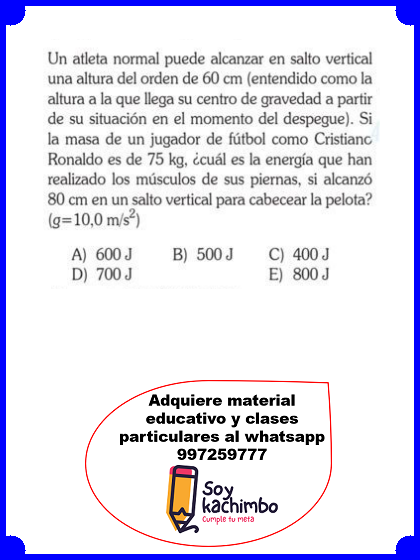 Un atleta normal puede alcanzar en salto vertical
una altura del orden de 60 cm (entendido como la
altura a la que llega su centro de gravedad a partir
de su situación en el momento del despegue). Si
la masa de un jugador de fútbol como Cristianc
Ronaldo es de 75 kg, ¿cuál es la energía que han
realizado los músculos de sus piernas, si alcanzó
80 cm en un salto vertical para cabecear la pelota?
(g=10,0 m/s²)
A) 600 J B) 500 J C) 400 J
D) 700 J E) 800 J
Adquiere material
educativo y clases
particulares al whatsapp
997259777
Soy
kachimbo
Cumple tu meta